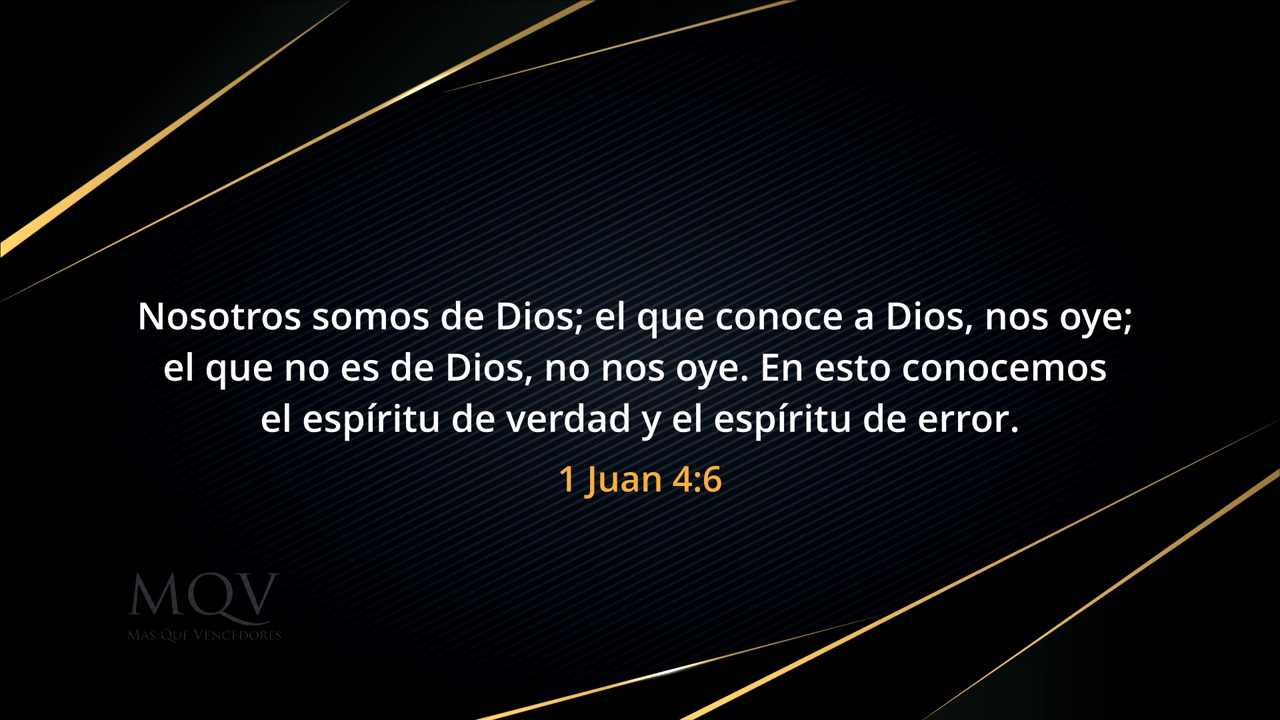 Nosotros somos de Dios; el que conoce a Dios, nos oye;
el que no es de Dios, no nos oye. En esto conocemos
el espíritu de verdad y el espíritu de error.
1 Juan 4:6
MQV
Más Que Vencedores